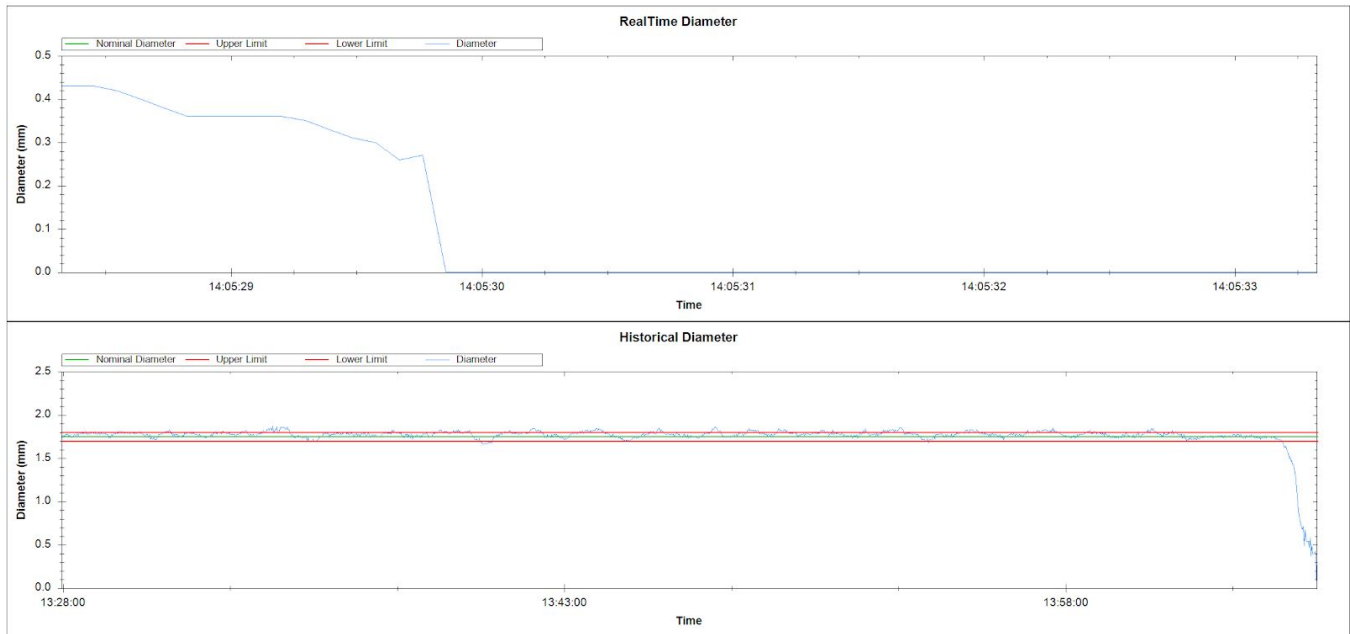 RealTime Diameter
Nominal Diameter Upper Limit Lower Limit Diameter
0.5
0.4
0.3
0.2
0.1
0.0
Diameter (mm)
14:05:29 14:05:30 14:05:31 14:05:32 14:05:33
Time
Historical Diameter
Nominal Diameter Upper Limit Lower Limit Diameter
2.5
2.0
1.5
1.0
0.5
0.0
Diameter (mm)
13:28:00 13:43:00 13:58:00
Time